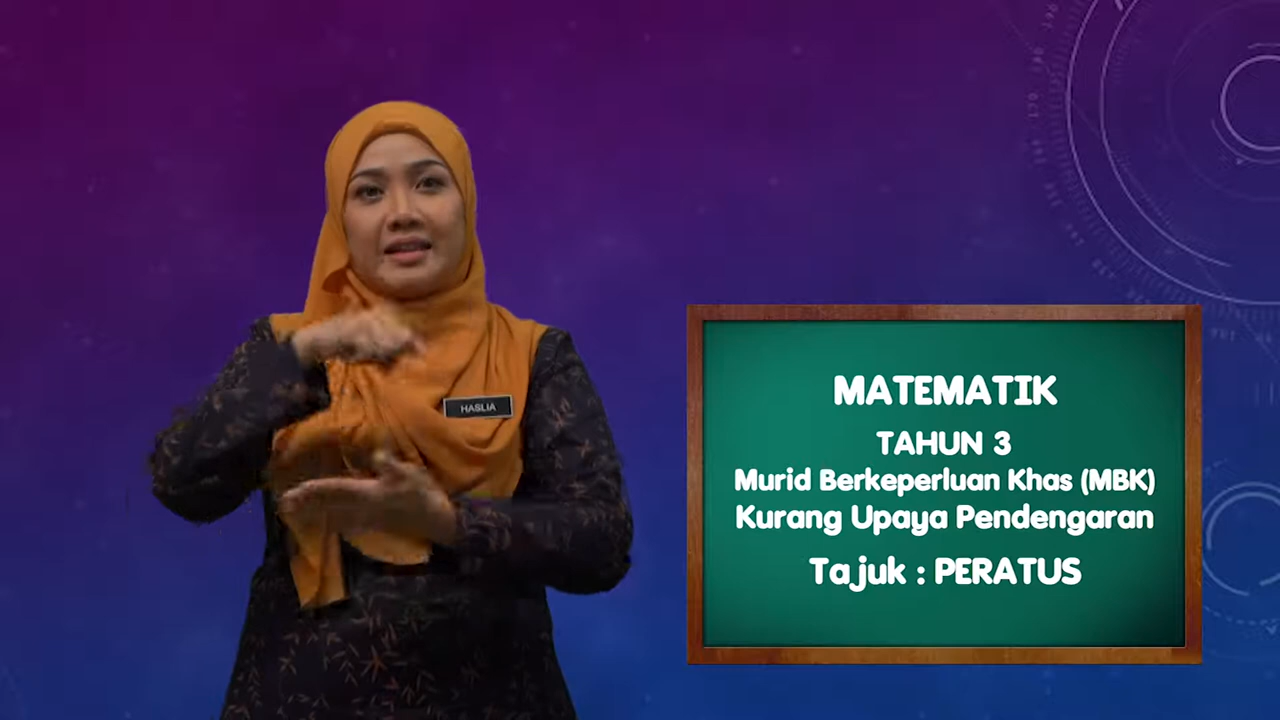 HASLIA
MATEMATIK
TAHUN 3
Murid Berkeperluan Khas (MBK)
Kurang Upaya Pendengaran
Tajuk : PERATUS